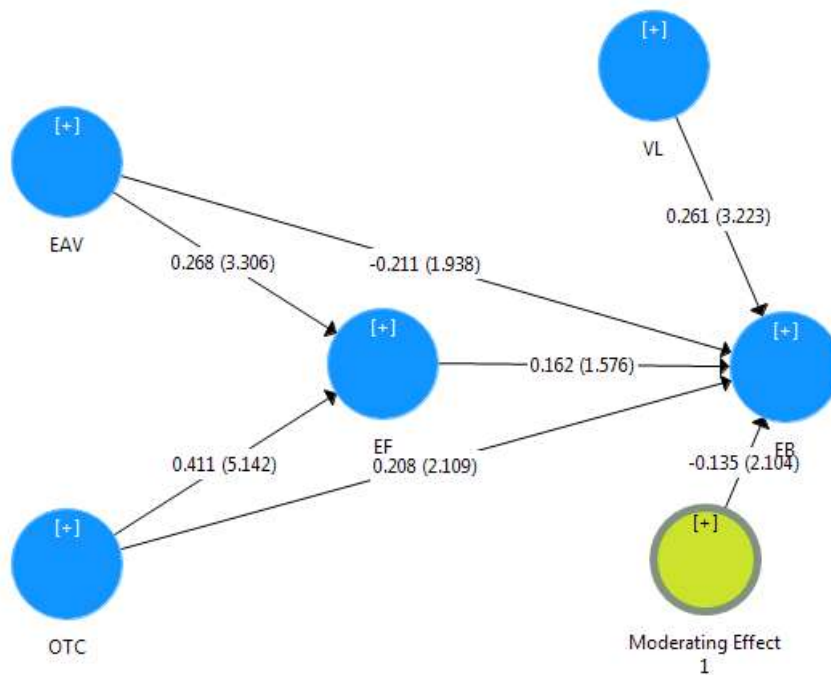 [+]
VL
[+]
EAV
0.261 (3.223)
0.268 (3.306)
-0.211 (1.938)
[+]
EF
0.162 (1.576)
[+]
EB
0.411 (5.142)
0.208 (2.109)
-0.135 (2.104)
[+]
OTC
[+]
Moderating Effect
1